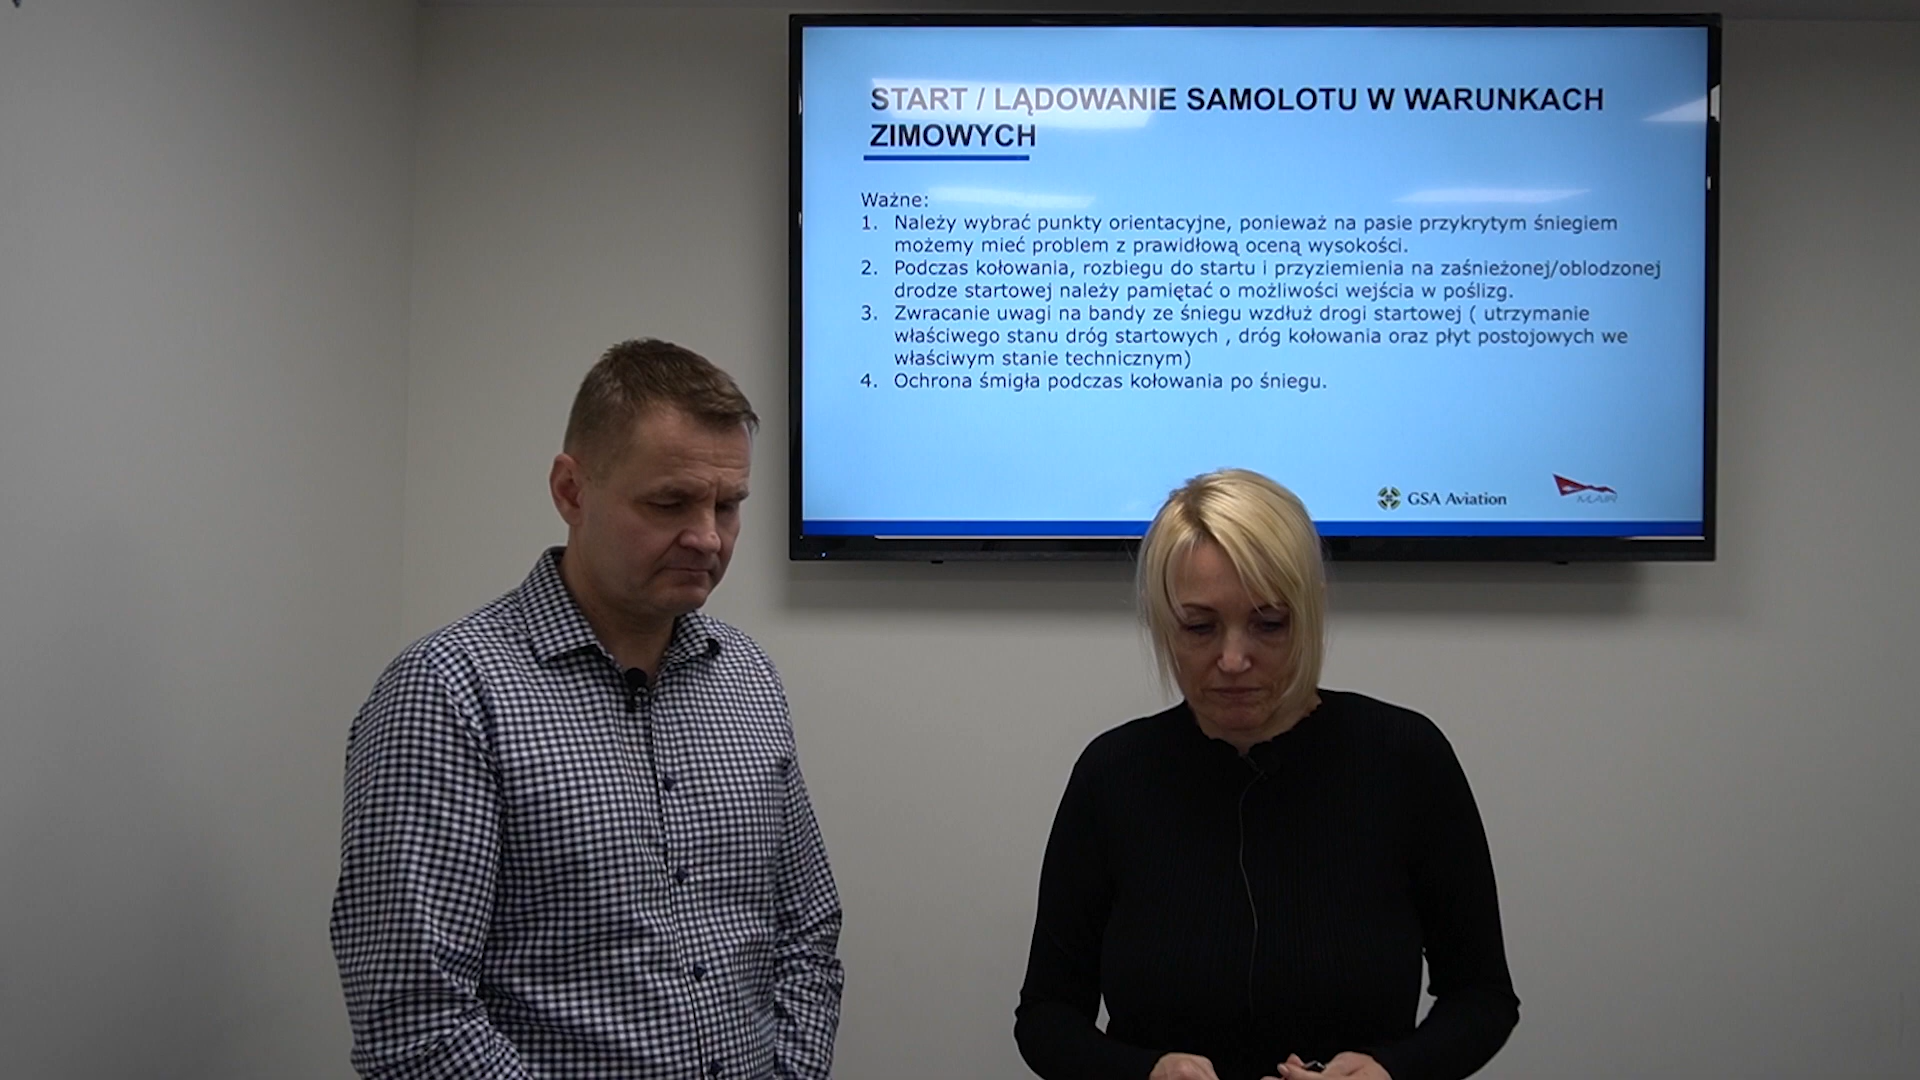 START / LĄDOWANIE SAMOLOTU W WARUNKACH
ZIMOWYCH
Ważne:
1. Należy wybrać punkty orientacyjne, ponieważ na pasie przykrytym śniegiem
możemy mieć problem z prawidłową oceną wysokości.
2. Podczas kołowania, rozbiegu do startu i przyziemienia na zaśnieżonej/oblodzonej
drodze startowej należy pamiętać o możliwości wejścia w poślizg.
3. Zwracanie uwagi na bandy ze śniegu wzdłuż drogi startowej ( utrzymanie
właściwego stanu dróg startowych , dróg kołowania oraz płyt postojowych we
właściwym stanie technicznym)
4. Ochrona śmigła podczas kołowania po śniegu.
GSA Aviation
MAIR